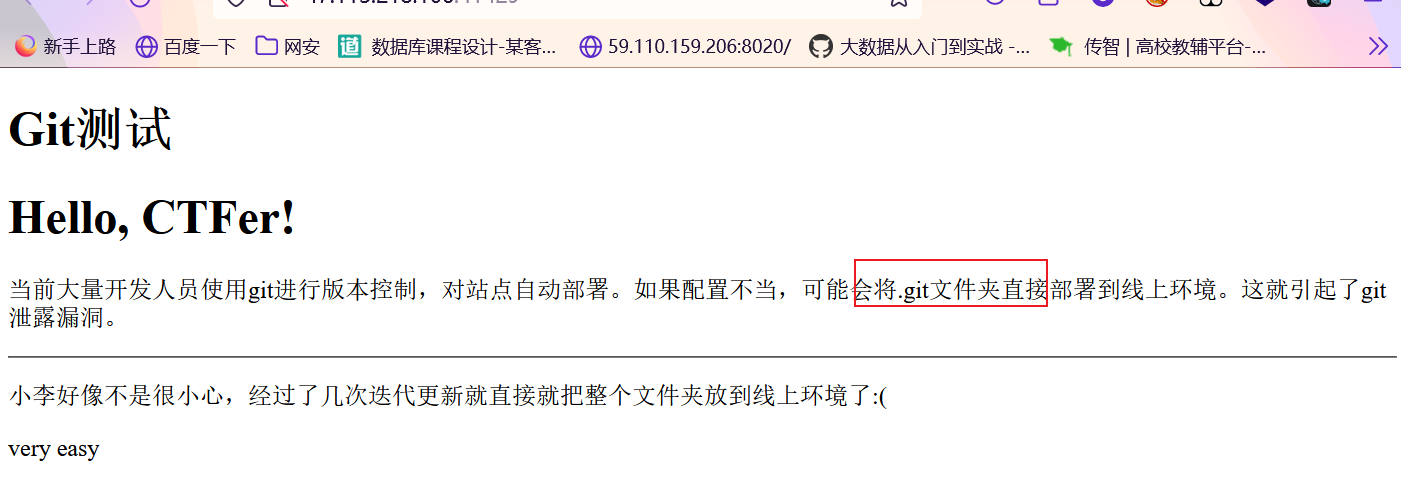 新手上路 百度一下 网安 数据库课程设计-某客... 59.110.159.206:8020/ 大数据从入门到实战 -... 传智 | 高校教辅平台-...
Git测试
Hello, CTFer!
当前大量开发人员使用git进行版本控制，对站点自动部署。如果配置不当，可能会将.git文件夹直接部署到线上环境。这就引起了git
泄露漏洞。
小李好像不是很小心，经过了几次迭代更新就直接就把整个文件夹放到线上环境了:(
very easy